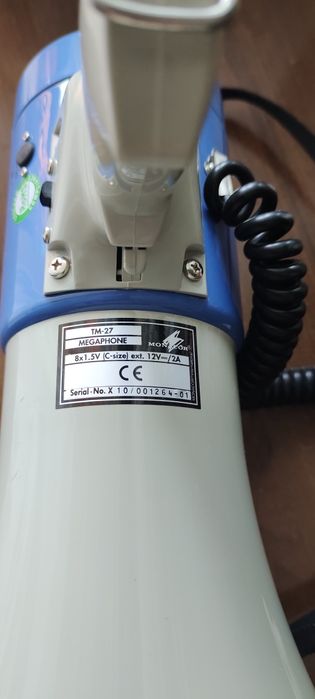 TM-27
MEGAPHONE
MONACOR
8x1.5V (C-size) ext. 12V⎓/2A
CE
Serial-No. X 10/001264-01